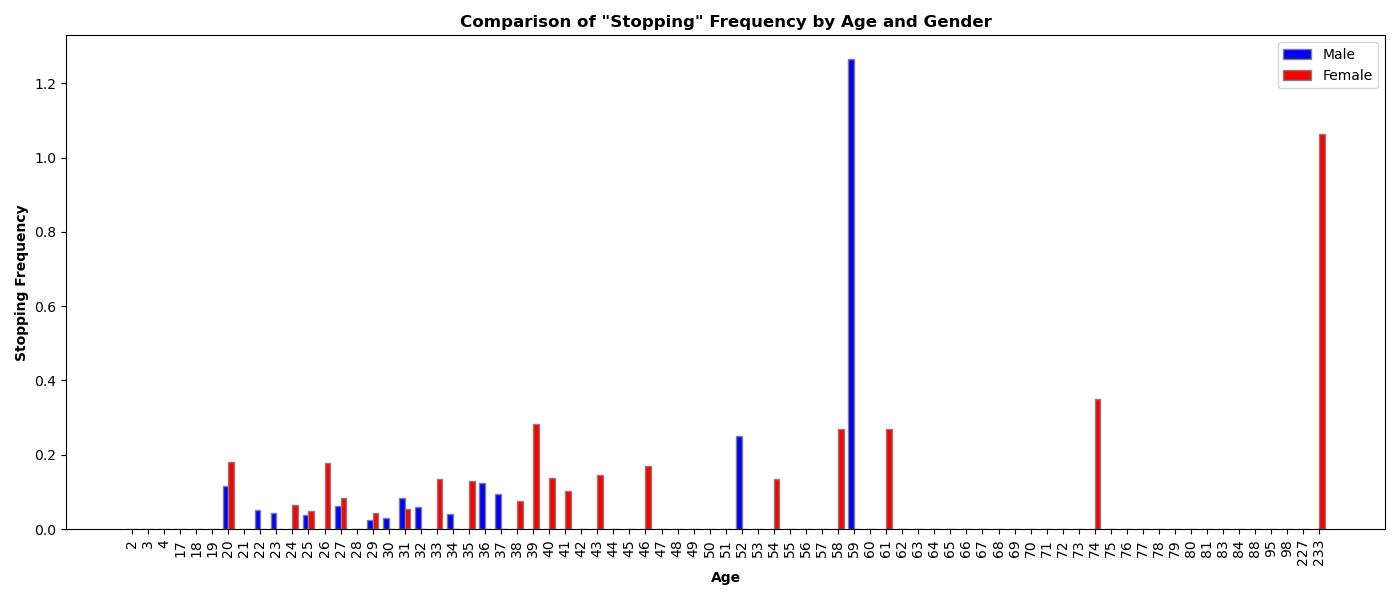 Comparison of "Stopping" Frequency by Age and Gender
Male
Female
Stopping Frequency
1.2
1.0
0.8
0.6
0.4
0.2
0.0
2 3 4 17 18 19 20 22 23 24 25 26 27 28 29 30 31 32 33 34 35 36 37 38 39 40 41 42 43 44 45 46 47 48 49 50 51 52 53 54 55 56 57 58 59 60 61 62 63 64 65 66 67 68 69 70 71 72 73 74 75 76 77 78 79 80 81 83 84 88 95 98 227 233
Age